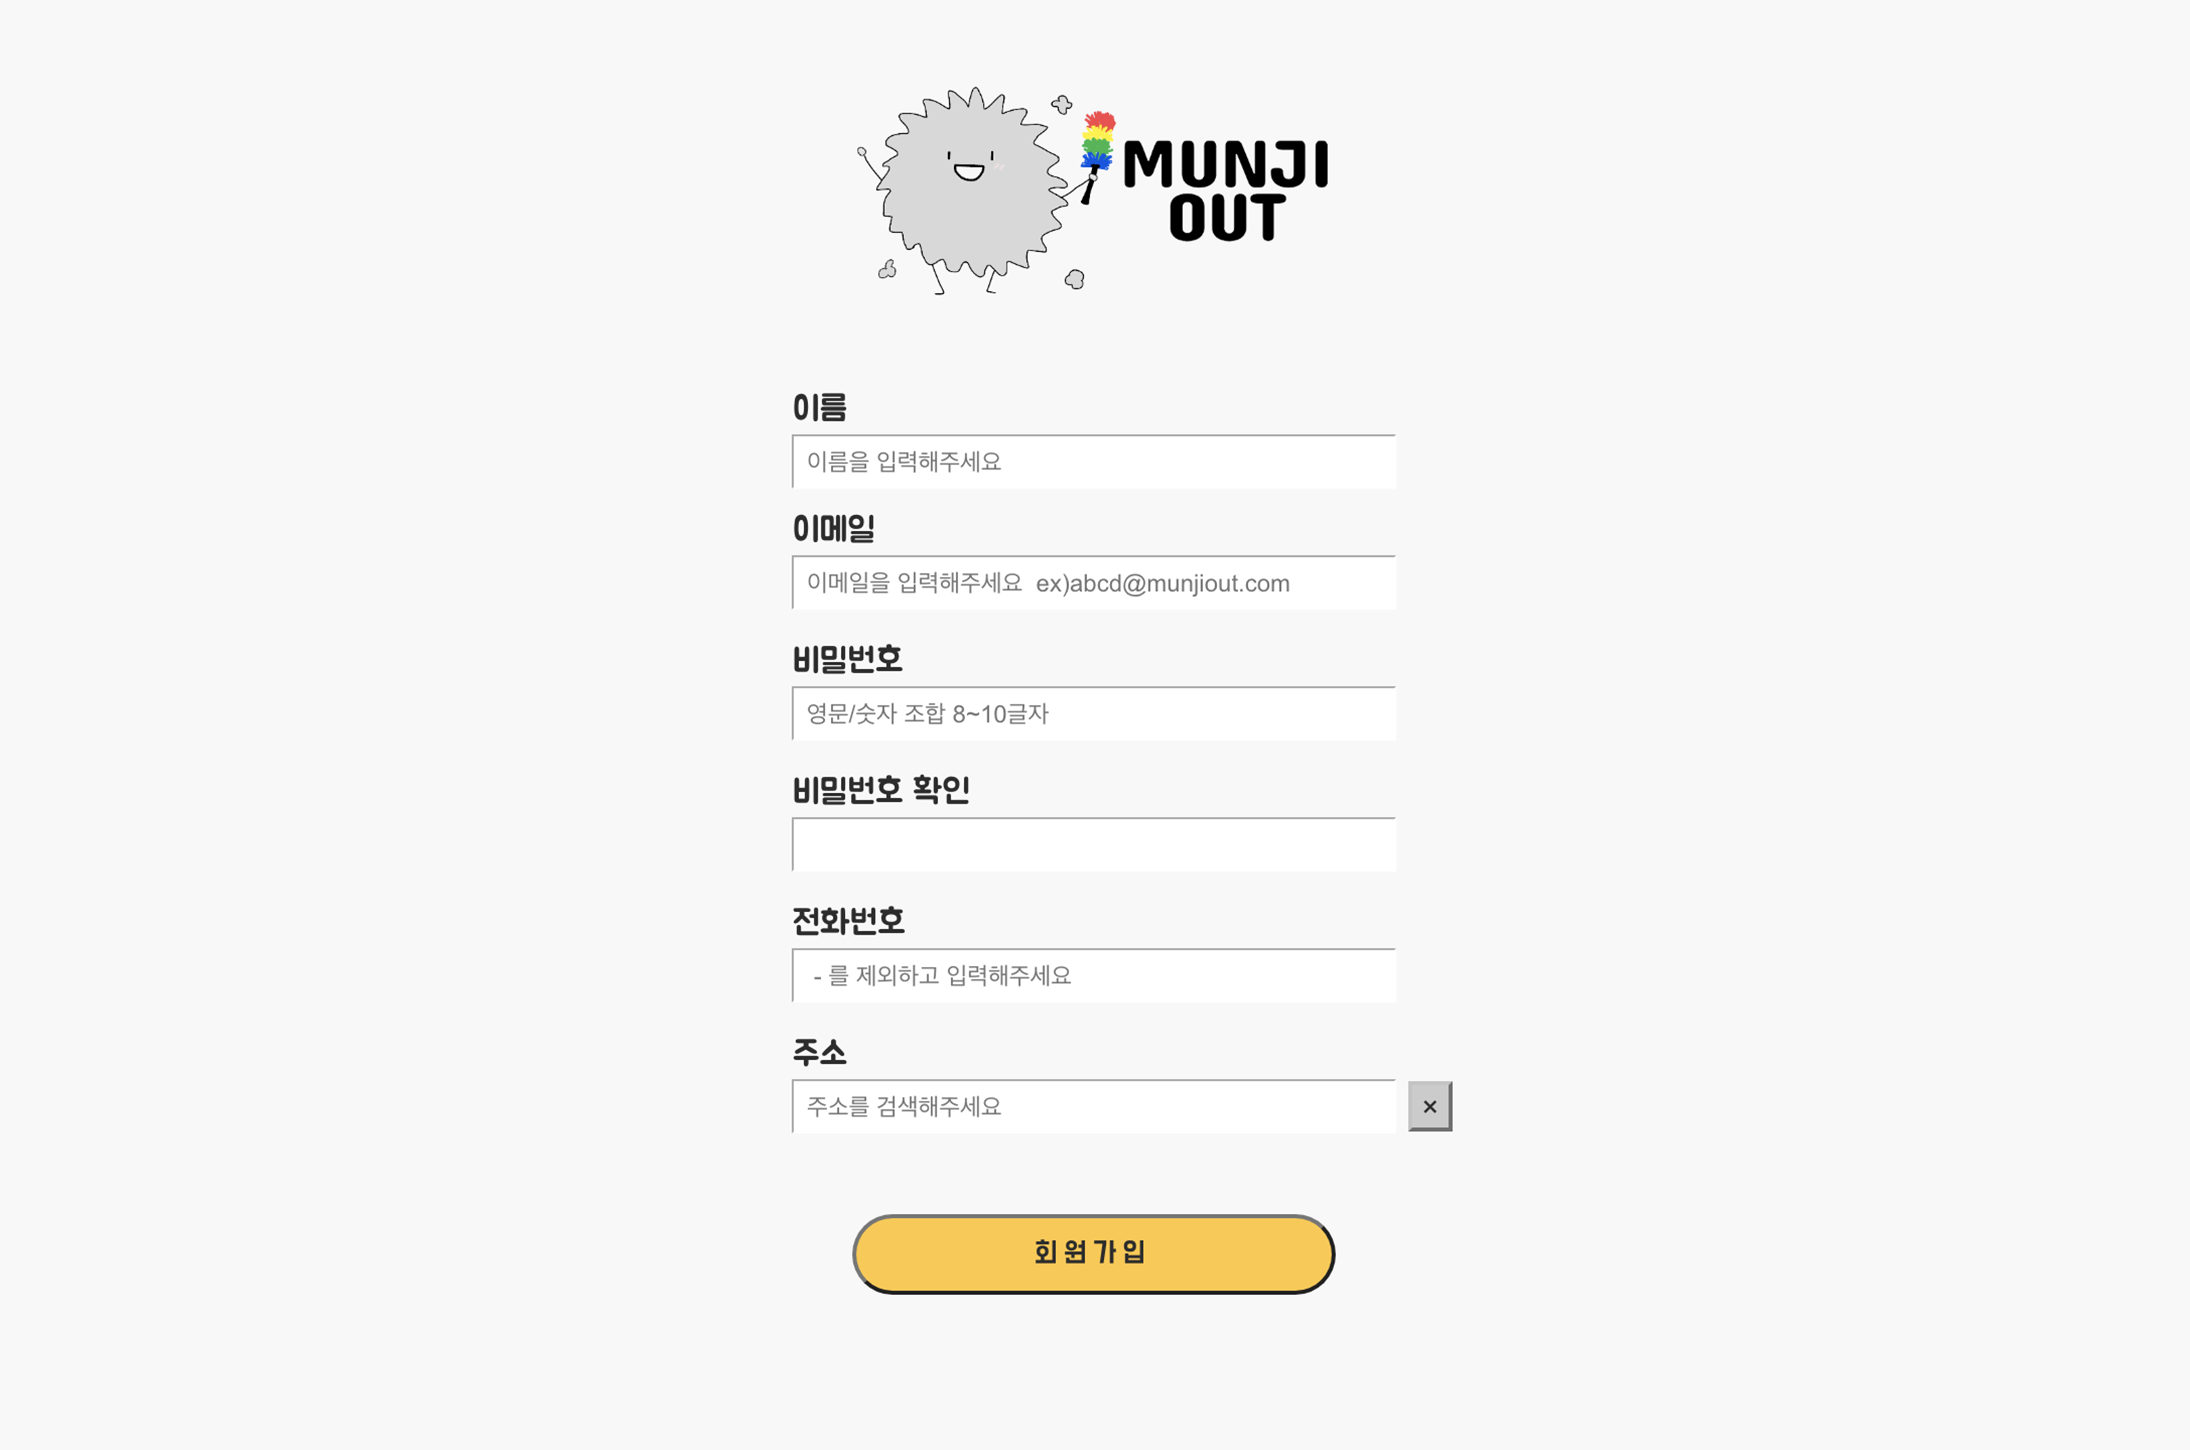 MUNJI
OUT
이름
이름을 입력해주세요
이메일
이메일을 입력해주세요  ex)abcd@munjiout.com
비밀번호
영문/숫자 조합 8~10글자
비밀번호 확인
전화번호
- 를 제외하고 입력해주세요
주소
주소를 검색해주세요
×
회원가입